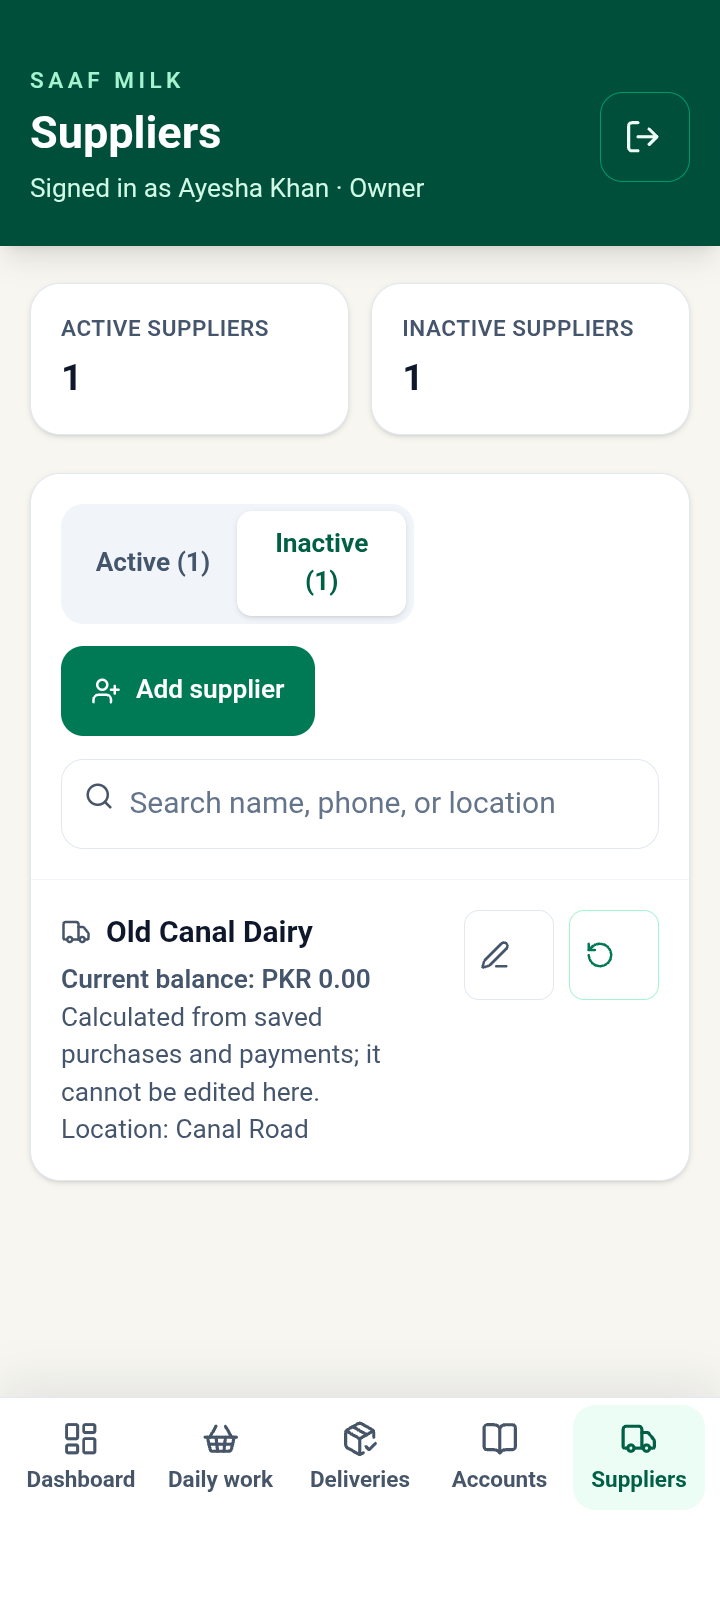 SAAF MILK
Suppliers
Signed in as Ayesha Khan · Owner
ACTIVE SUPPLIERS
1
INACTIVE SUPPLIERS
1
Active (1)
Inactive
(1)
Add supplier
Search name, phone, or location
Old Canal Dairy
Current balance: PKR 0.00
Calculated from saved
purchases and payments; it
cannot be edited here.
Location: Canal Road
Dashboard
Daily work
Deliveries
Accounts
Suppliers